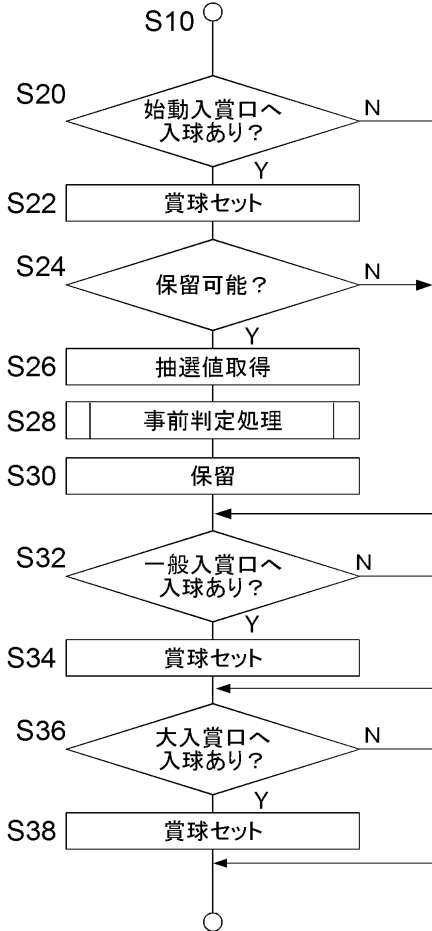 S10
S20
始動入賞口へ
入球あり？
N
Y
S22
賞球セット
S24
保留可能？
N
Y
S26
抽選値取得
S28
事前判定処理
S30
保留
S32
一般入賞口へ
入球あり？
N
Y
S34
賞球セット
S36
大入賞口へ
入球あり？
N
Y
S38
賞球セット